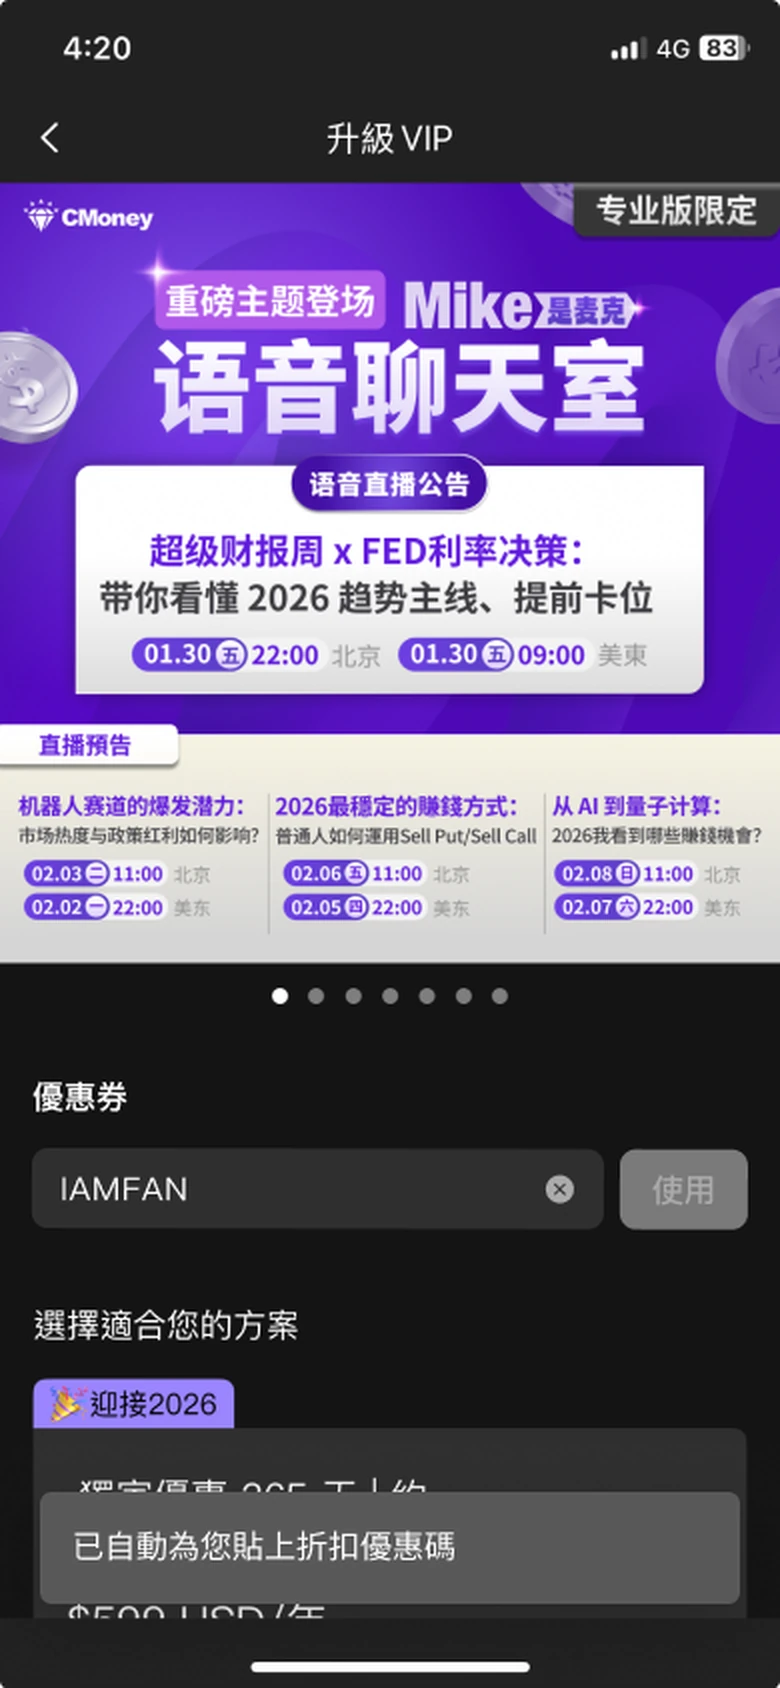 4:20
4G 83
升級 VIP
CMoney
专业版限定
重磅主题登场 Mike是麦克
语音聊天室
语音直播公告
超级财报周 x FED利率决策：
带你看懂 2026 趋势主线、提前卡位
01.30 五 22:00 北京 01.30 五 09:00 美東
直播預告
机器人赛道的爆发潜力：
市场热度与政策红利如何影响？
02.03 二 11:00 北京
02.02 一 22:00 美东
2026最穩定的賺錢方式：
普通人如何運用Sell Put/Sell Call
02.06 五 11:00 北京
02.05 四 22:00 美东
从 AI 到量子计算：
2026我看到哪些賺錢機會？
02.08 日 11:00 北京
02.07 六 22:00 美东
優惠券
IAMFAN
使用
選擇適合您的方案
迎接2026
獨家優惠 365 天
已自動為您貼上折扣優惠碼
USD/年